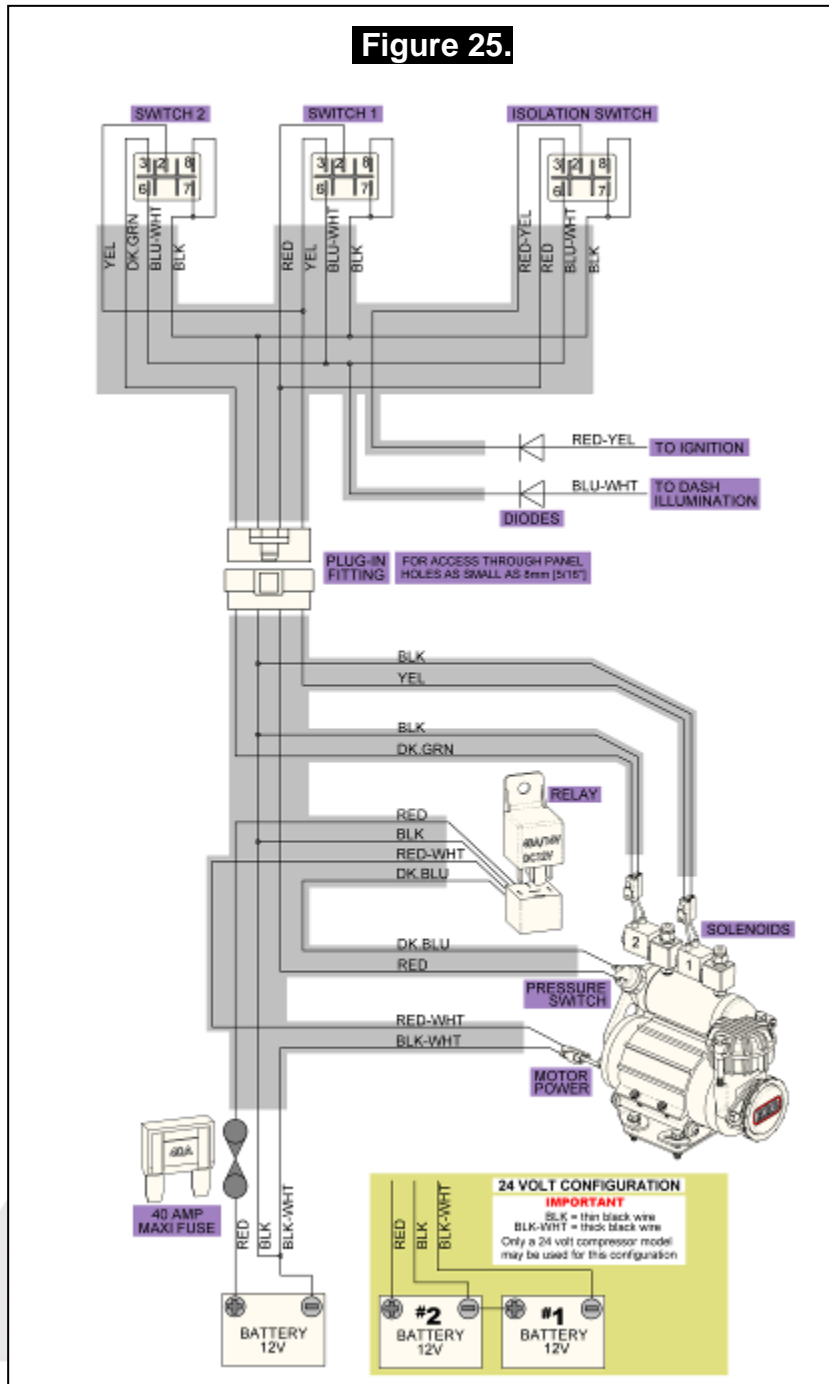 Figure 25.
SWITCH 2
SWITCH 1
ISOLATION SWITCH
3 2 8
6 7
3 2 8
6 7
3 2 8
6 7
YEL
DK.GRN
BLU-WHT
BLK
RED
YEL
BLU-WHT
BLK
RED-YEL
RED
BLU-WHT
BLK
RED-YEL
TO IGNITION
BLU-WHT
TO DASH
ILLUMINATION
DIODES
PLUG-IN
FITTING
FOR ACCESS THROUGH PANEL
HOLES AS SMALL AS 8mm [5/16"]
BLK
YEL
BLK
DK.GRN
RELAY
RED
BLK
RED-WHT
DK.BLU
DC12V
2
1
SOLENOIDS
DK.BLU
RED
PRESSURE
SWITCH
RED-WHT
BLK-WHT
MOTOR
POWER
40A
40 AMP
MAXI FUSE
RED
BLK
BLK-WHT
BATTERY
12V
24 VOLT CONFIGURATION
IMPORTANT
BLK = thin black wire
BLK-WHT = thick black wire
Only a 24 volt compressor model
may be used for this configuration
RED
BLK
BLK-WHT
#2
BATTERY
12V
#1
BATTERY
12V